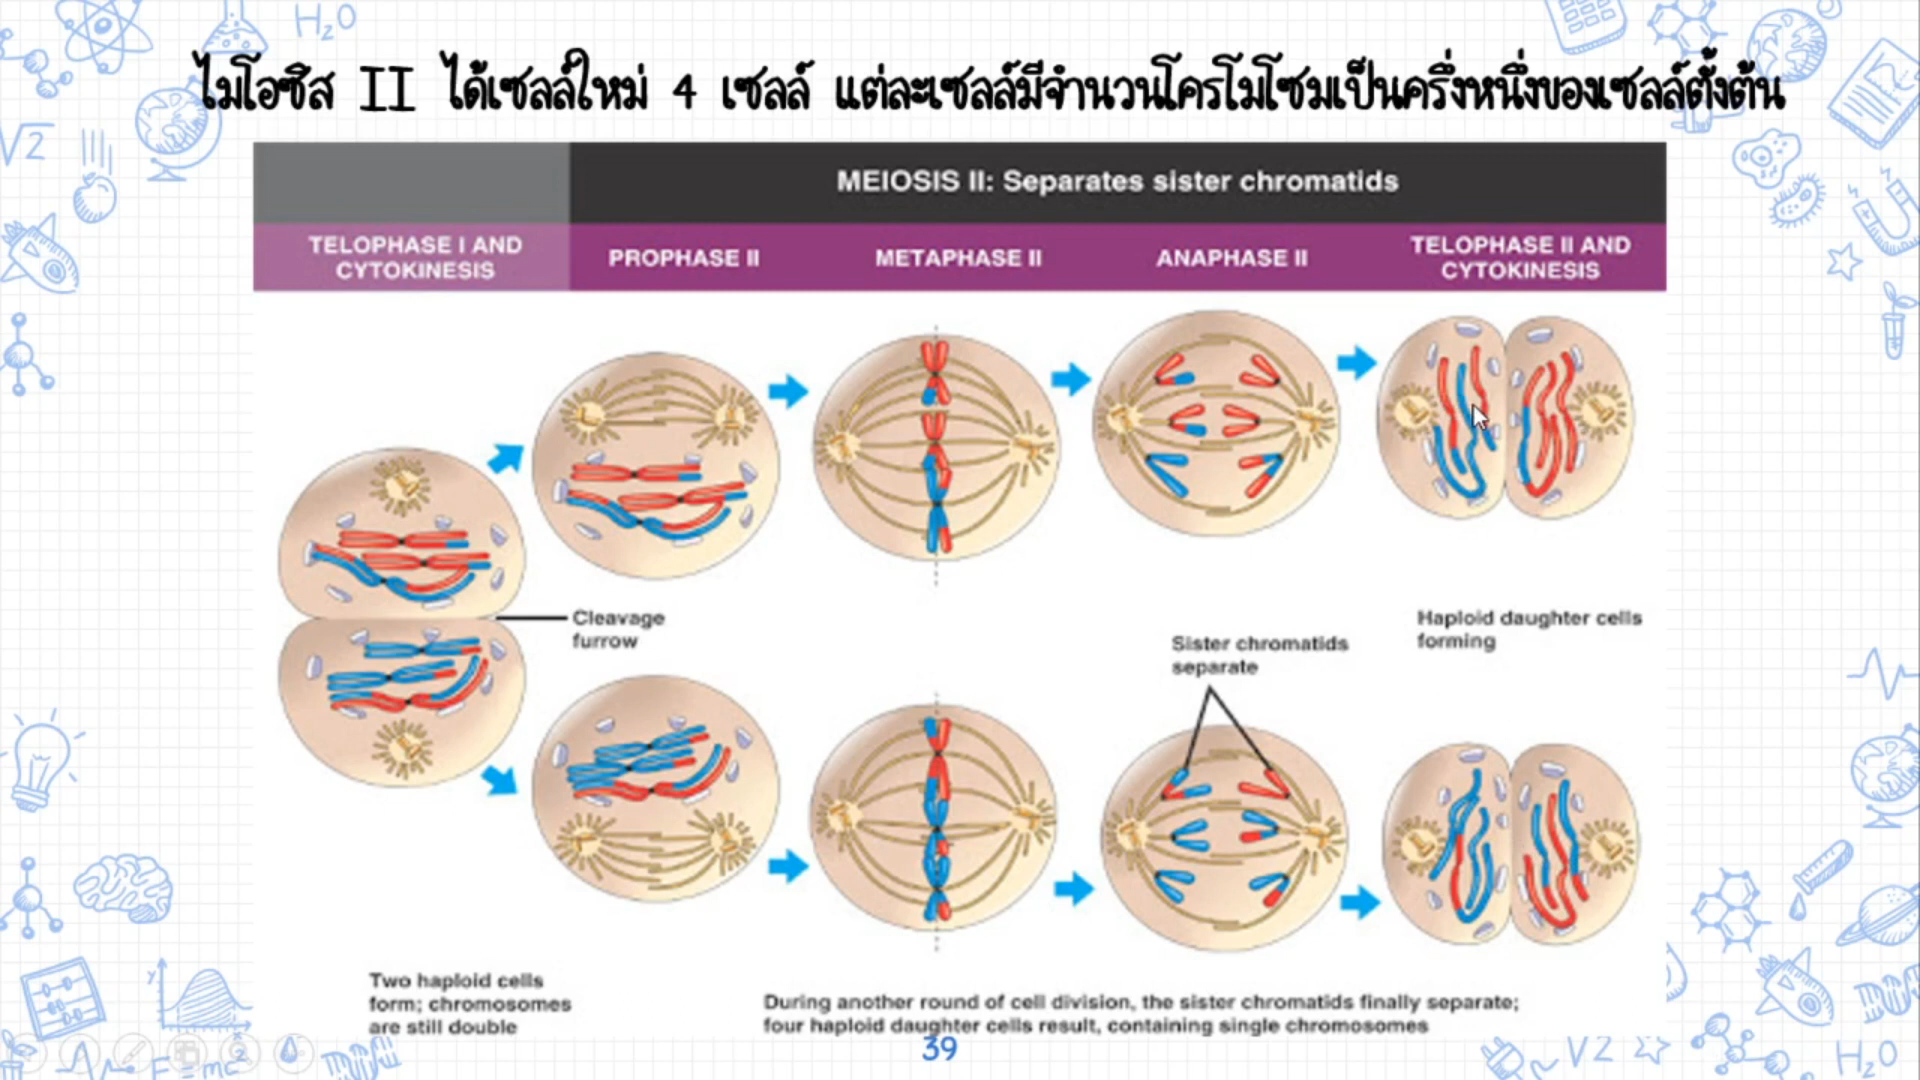 ไมโอซิส II ได้เซลล์ใหม่ 4 เซลล์ แต่ละเซลล์มีจำนวนโครโมโซมเป็นครึ่งหนึ่งของเซลล์ตั้งต้น
MEIOSIS II: Separates sister chromatids
TELOPHASE I AND
CYTOKINESIS
PROPHASE II
METAPHASE II
ANAPHASE II
TELOPHASE II AND
CYTOKINESIS
Cleavage
furrow
Sister chromatids
separate
Haploid daughter cells
forming
Two haploid cells
form; chromosomes
are still double
During another round of cell division, the sister chromatids finally separate;
four haploid daughter cells result, containing single chromosomes
39
H₂O
√2
y
E=mc²
√2
H₂O